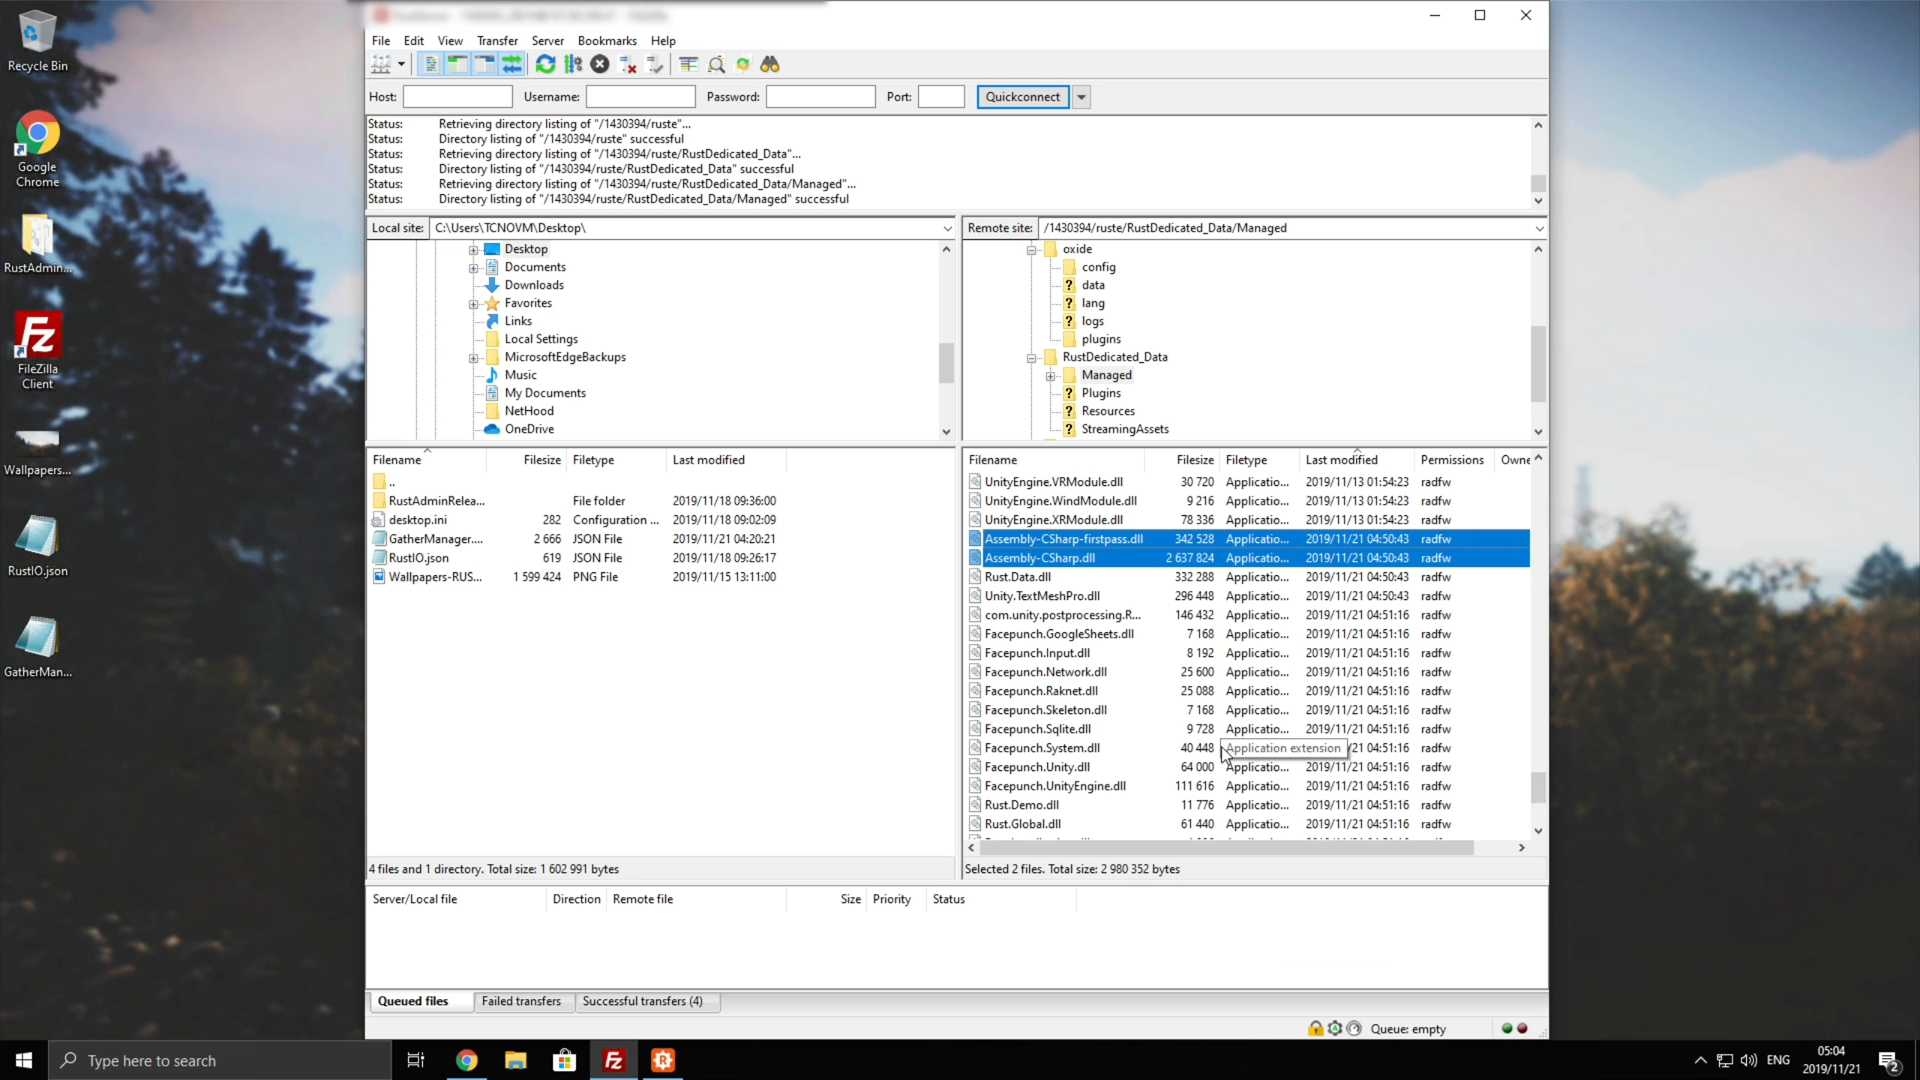 Recycle Bin
Google
Chrome
RustAdmin...
FileZilla
Client
Wallpapers...
RustIO.json
GatherMan...
File Edit View Transfer Server Bookmarks Help
Host: Username: Password: Port: Quickconnect
Status: Retrieving directory listing of "/1430394/ruste"...
Status: Directory listing of "/1430394/ruste" successful
Status: Retrieving directory listing of "/1430394/ruste/RustDedicated_Data"...
Status: Directory listing of "/1430394/ruste/RustDedicated_Data" successful
Status: Retrieving directory listing of "/1430394/ruste/RustDedicated_Data/Managed"...
Status: Directory listing of "/1430394/ruste/RustDedicated_Data/Managed" successful
Local site: C:\Users\TCNOVM\Desktop\
Desktop
Documents
Downloads
Favorites
Links
Local Settings
MicrosoftEdgeBackups
Music
My Documents
NetHood
OneDrive
Filename Filesize Filetype Last modified
..
RustAdminRelea... File folder 2019/11/18 09:36:00
desktop.ini 282 Configuration ... 2019/11/18 09:02:09
GatherManager.... 2 666 JSON File 2019/11/21 04:20:21
RustIO.json 619 JSON File 2019/11/18 09:26:17
Wallpapers-RUS... 1 599 424 PNG File 2019/11/15 13:11:00
4 files and 1 directory. Total size: 1 602 991 bytes
Remote site: /1430394/ruste/RustDedicated_Data/Managed
oxide
config
data
lang
logs
plugins
RustDedicated_Data
Managed
Plugins
Resources
StreamingAssets
Filename Filesize Filetype Last modified Permissions Owne
UnityEngine.VRModule.dll 30 720 Applicatio... 2019/11/13 01:54:23 radfw
UnityEngine.WindModule.dll 9 216 Applicatio... 2019/11/13 01:54:23 radfw
UnityEngine.XRModule.dll 78 336 Applicatio... 2019/11/13 01:54:23 radfw
Assembly-CSharp-firstpass.dll 342 528 Applicatio... 2019/11/21 04:50:43 radfw
Assembly-CSharp.dll 2 637 824 Applicatio... 2019/11/21 04:50:43 radfw
Rust.Data.dll 332 288 Applicatio... 2019/11/21 04:50:43 radfw
Unity.TextMeshPro.dll 296 448 Applicatio... 2019/11/21 04:50:43 radfw
com.unity.postprocessing.R... 146 432 Applicatio... 2019/11/21 04:51:16 radfw
Facepunch.GoogleSheets.dll 7 168 Applicatio... 2019/11/21 04:51:16 radfw
Facepunch.Input.dll 8 192 Applicatio... 2019/11/21 04:51:16 radfw
Facepunch.Network.dll 25 600 Applicatio... 2019/11/21 04:51:16 radfw
Facepunch.Raknet.dll 25 088 Applicatio... 2019/11/21 04:51:16 radfw
Facepunch.Skeleton.dll 7 168 Applicatio... 2019/11/21 04:51:16 radfw
Facepunch.Sqlite.dll 9 728 Applicatio... 2019/11/21 04:51:16 radfw
Facepunch.System.dll 40 448 Application extension /21 04:51:16 radfw
Facepunch.Unity.dll 64 000 Applicatio... 2019/11/21 04:51:16 radfw
Facepunch.UnityEngine.dll 111 616 Applicatio... 2019/11/21 04:51:16 radfw
Rust.Demo.dll 11 776 Applicatio... 2019/11/21 04:51:16 radfw
Rust.Global.dll 61 440 Applicatio... 2019/11/21 04:51:16 radfw
Selected 2 files. Total size: 2 980 352 bytes
Server/Local file Direction Remote file Size Priority Status
Queued files Failed transfers Successful transfers (4)
Queue: empty
Type here to search
ENG
05:04
2019/11/21
2